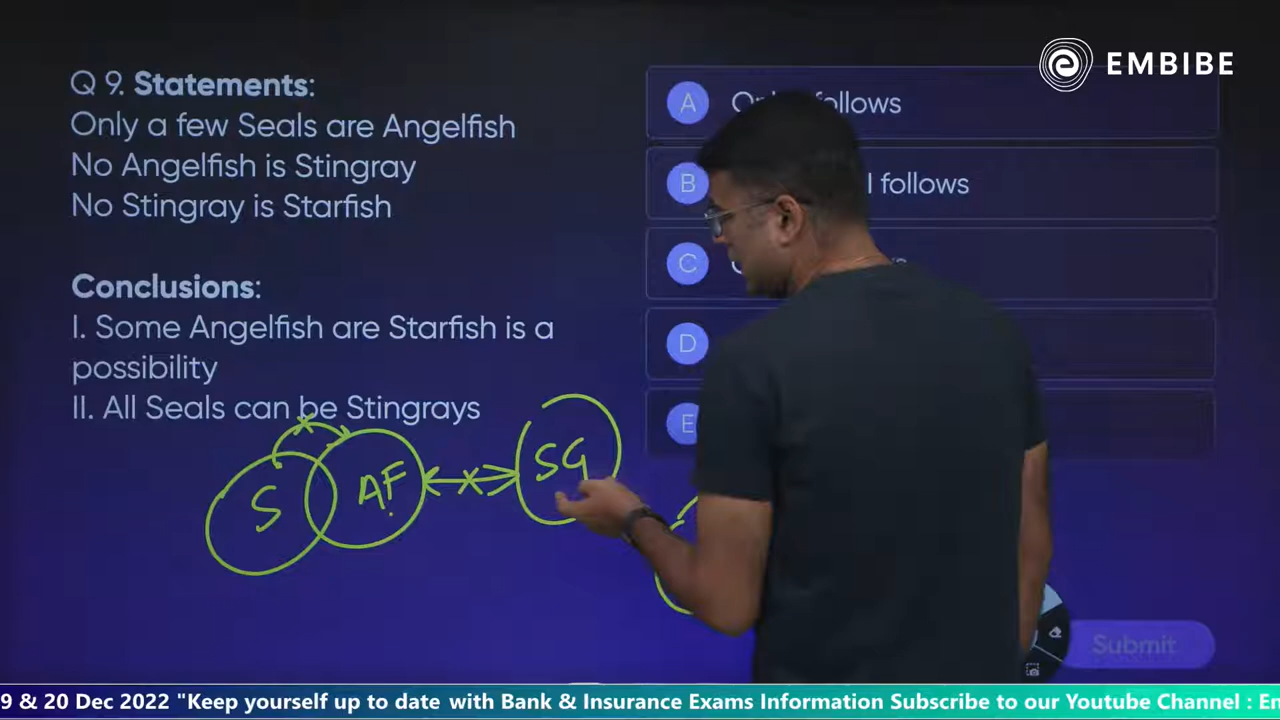 EMBIBE
Q 9. Statements:
Only a few Seals are Angelfish
No Angelfish is Stingray
No Stingray is Starfish
Conclusions:
I. Some Angelfish are Starfish is a
possibility
II. All Seals can be Stingrays
A follows
B I follows
C
D
E
S AF SG
Submit
9 & 20 Dec 2022 "Keep yourself up to date with Bank & Insurance Exams Information Subscribe to our Youtube Channel : En